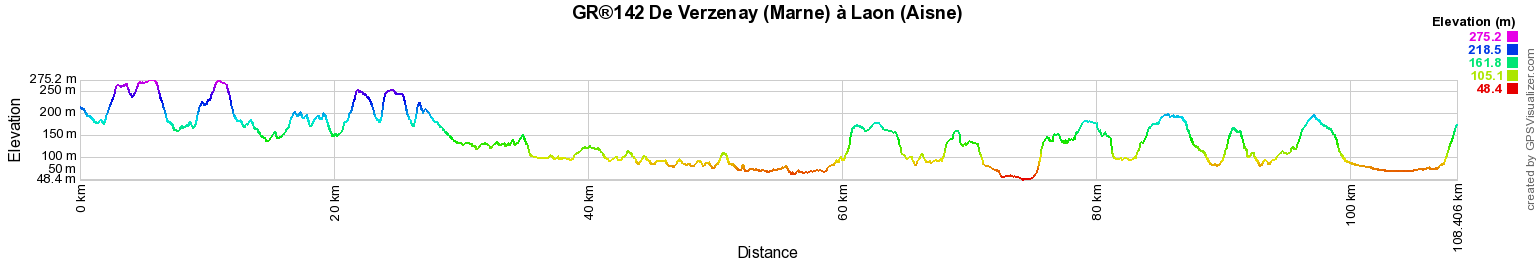 GR®142 De Verzenay (Marne) à Laon (Aisne)
Elevation (m)
275.2
218.5
161.8
105.1
48.4
275.2 m
250 m
200 m
150 m
100 m
50 m
48.4 m
Elevation
0 km
20 km
40 km
60 km
80 km
100 km
108.406 km
Distance
created by GPSVisualizer.com